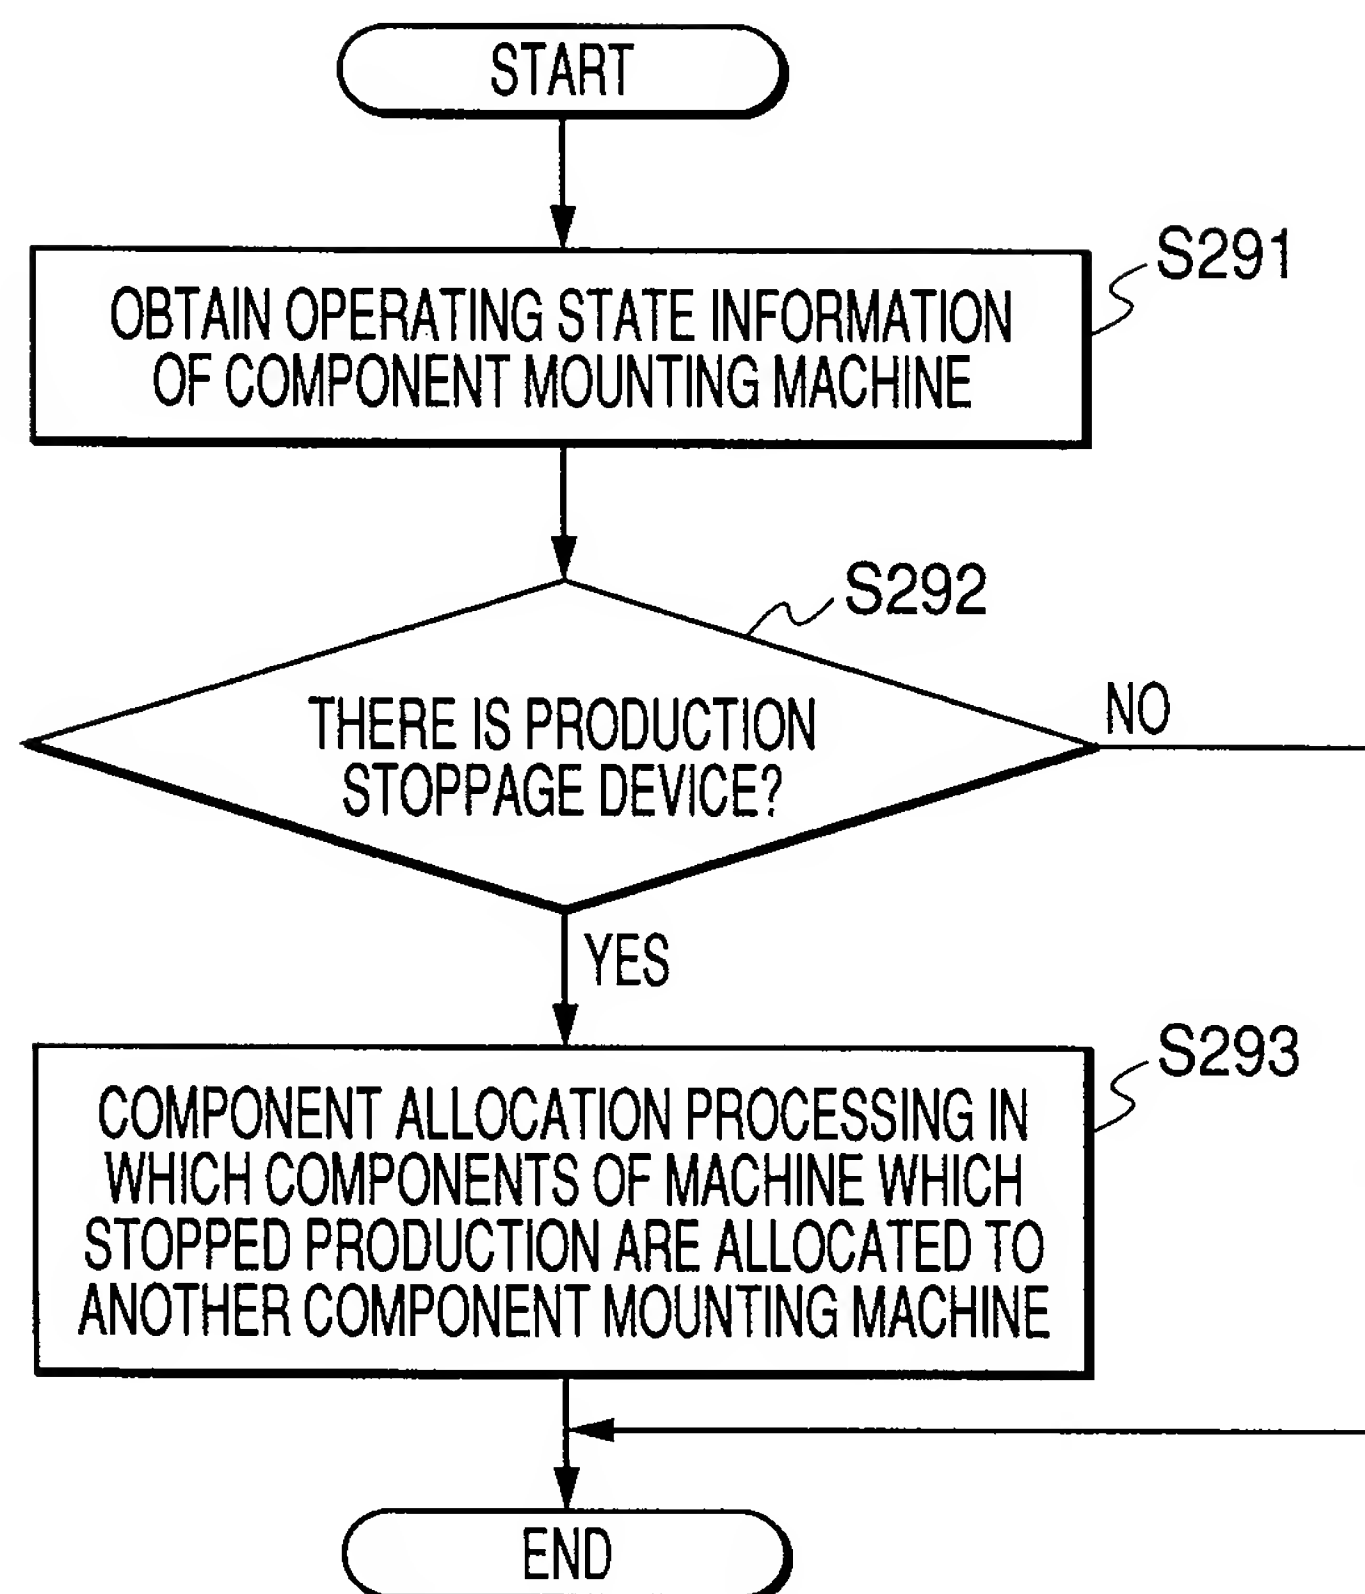 START
S291
OBTAIN OPERATING STATE INFORMATION
OF COMPONENT MOUNTING MACHINE
S292
THERE IS PRODUCTION
STOPPAGE DEVICE?
NO
YES
S293
COMPONENT ALLOCATION PROCESSING IN
WHICH COMPONENTS OF MACHINE WHICH
STOPPED PRODUCTION ARE ALLOCATED TO
ANOTHER COMPONENT MOUNTING MACHINE
END